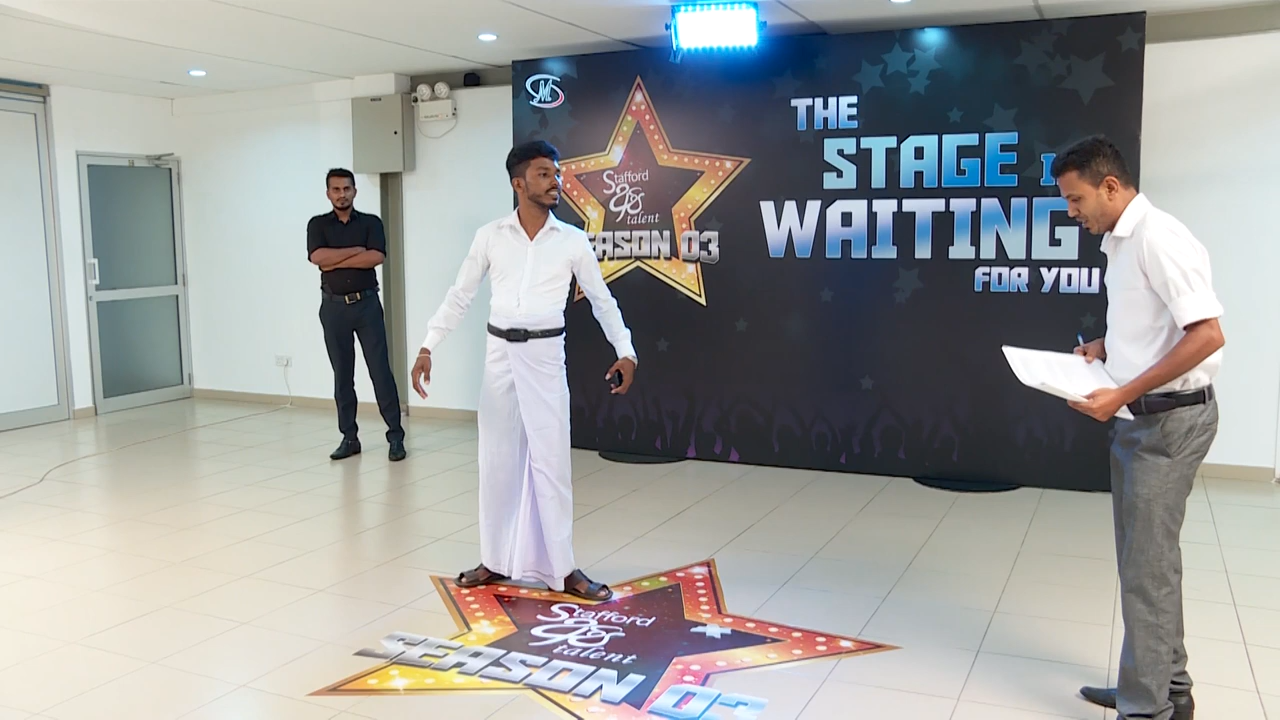 Stafford
talent
SEASON 03
THE
STAGE
WAITING
FOR YOU
Stafford
talent
SEASON 03